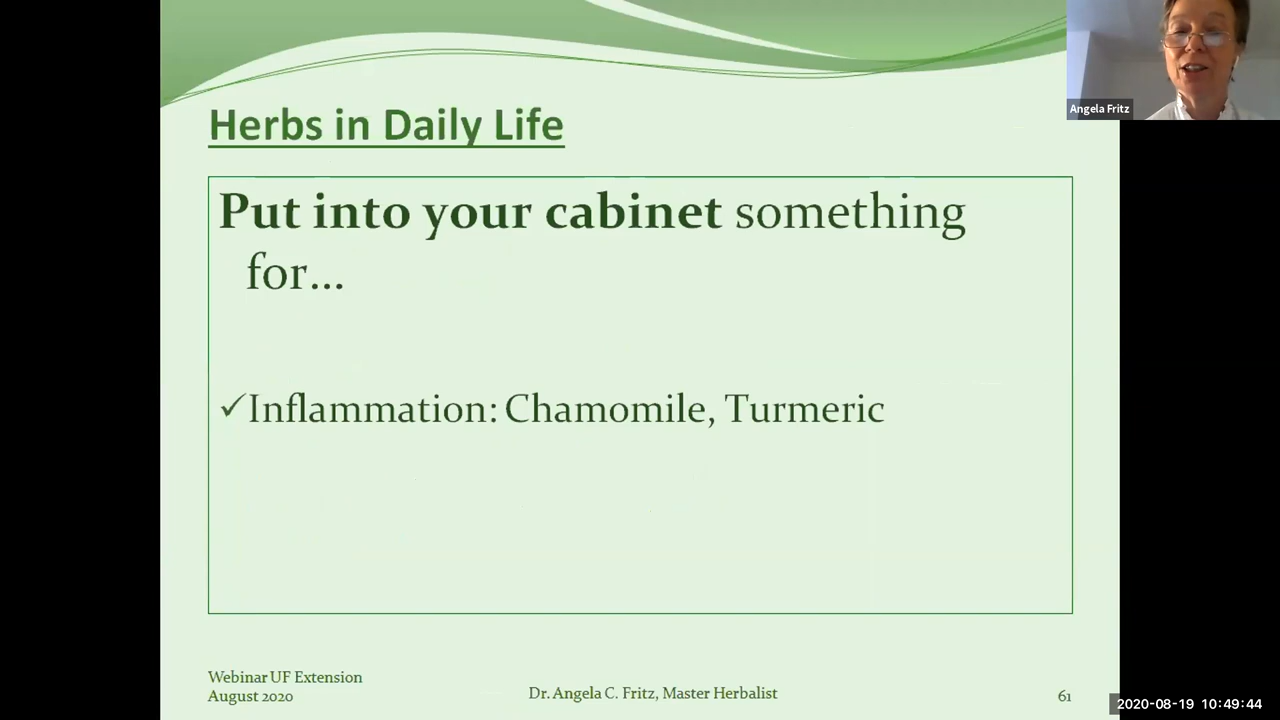 Angela Fritz
Herbs in Daily Life
Put into your cabinet something
for...
✓Inflammation: Chamomile, Turmeric
Webinar UF Extension
August 2020
Dr. Angela C. Fritz, Master Herbalist
61
2020-08-19 10:49:44